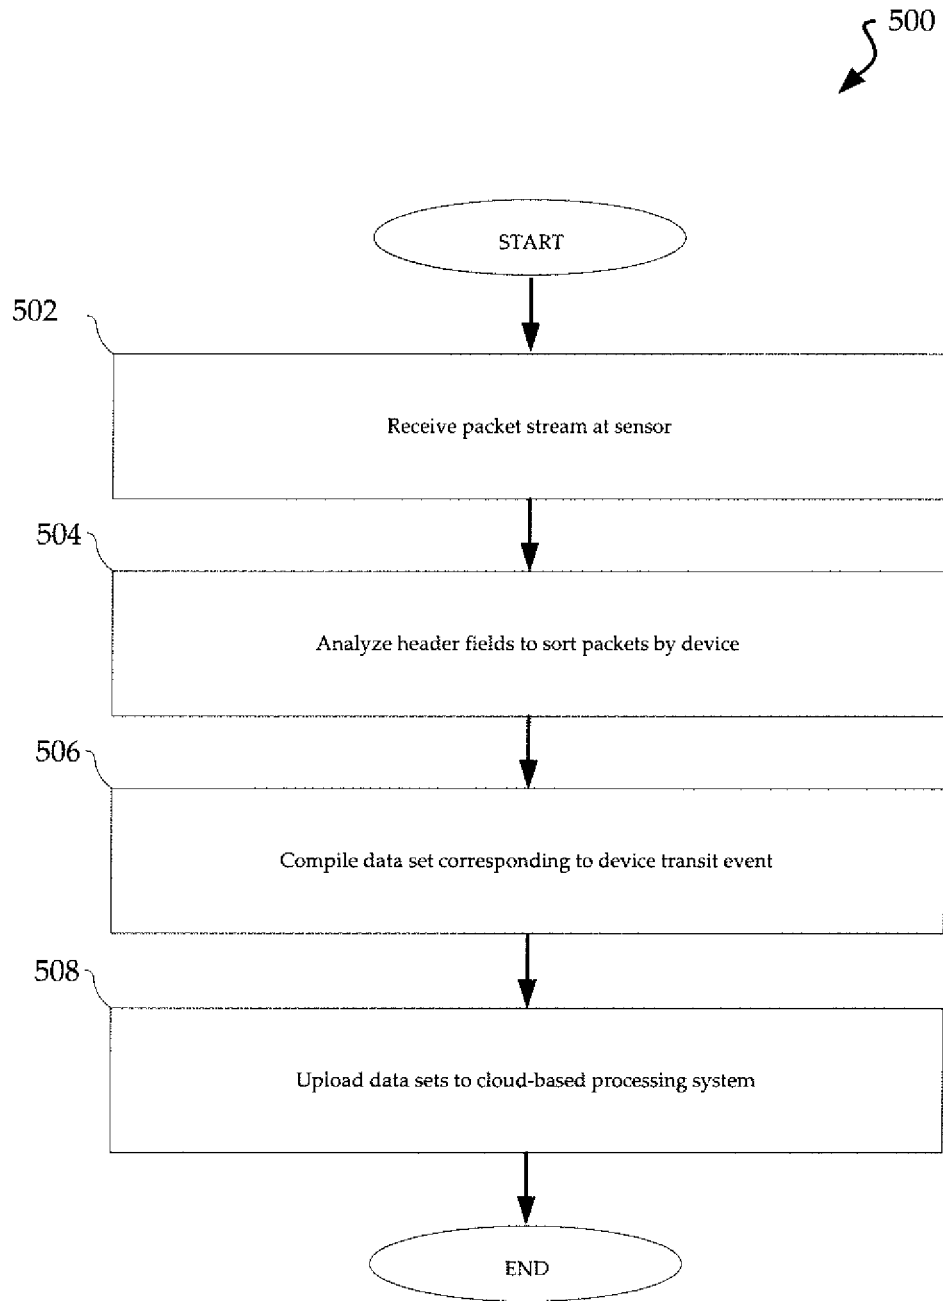 500
START
502
Receive packet stream at sensor
504
Analyze header fields to sort packets by device
506
Compile data set corresponding to device transit event
508
Upload data sets to cloud-based processing system
END